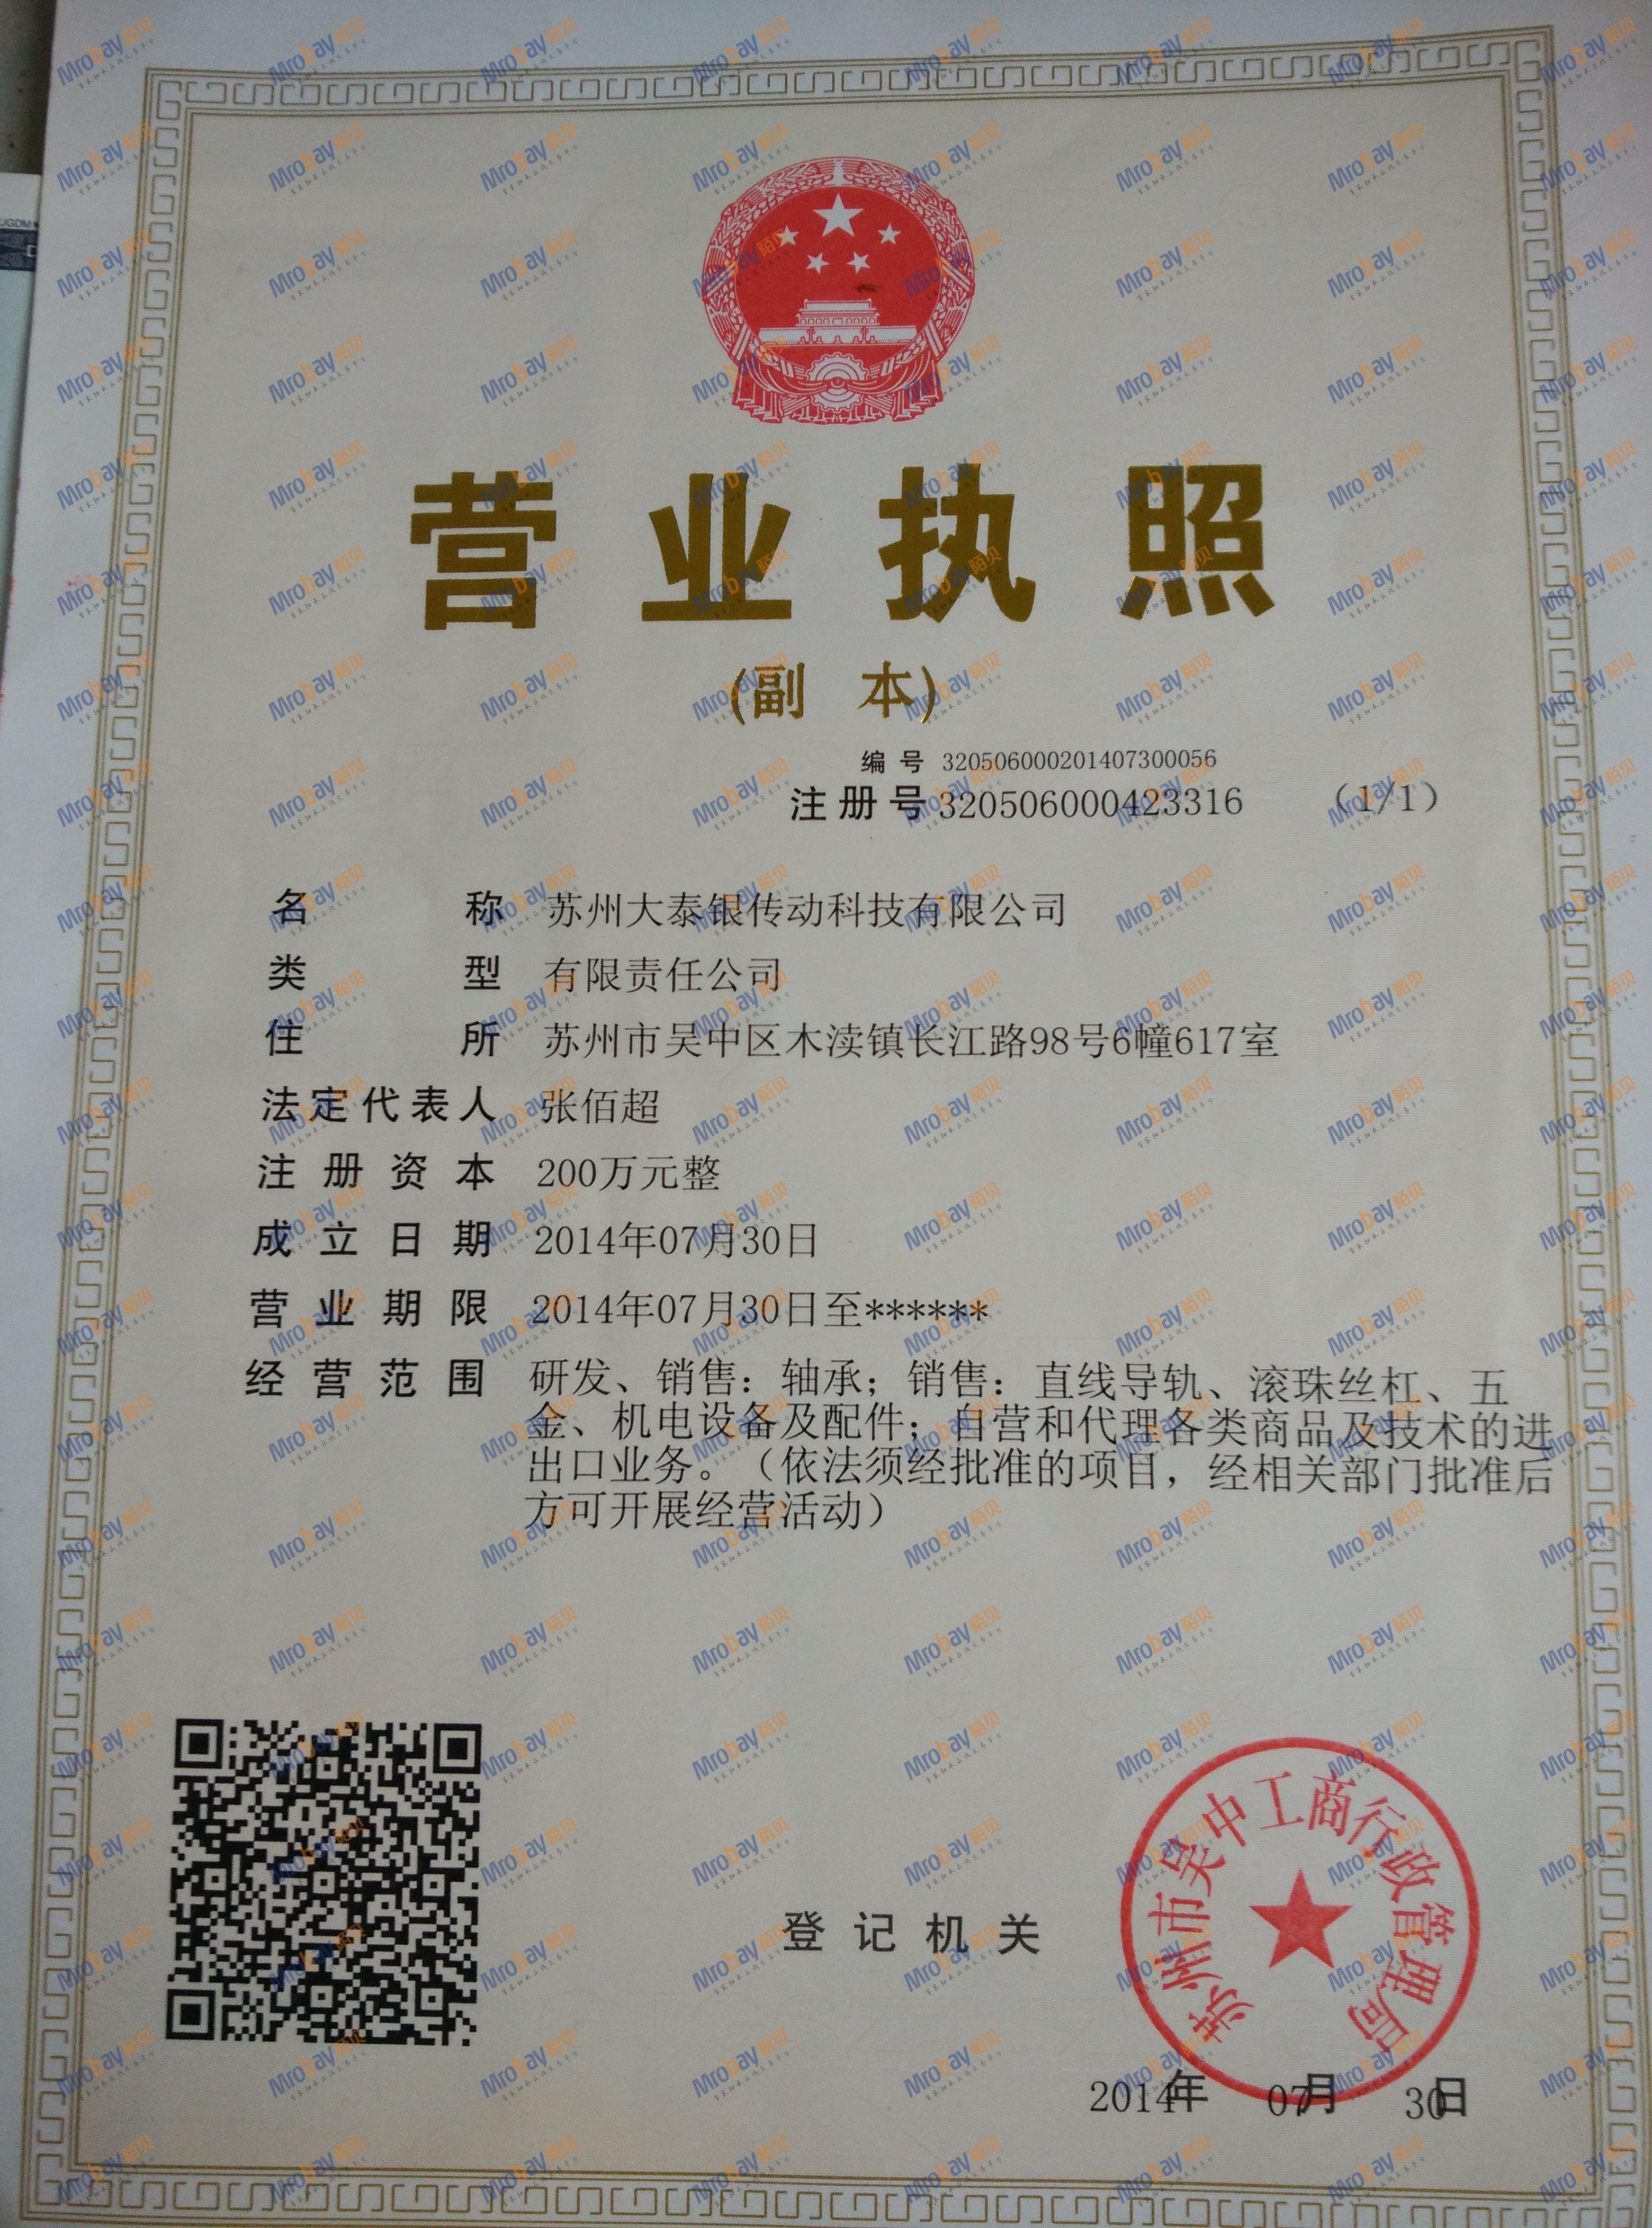 营业执照
(副 本)
编号 320506000201407300056
注册号 320506000423316 （1/1）
名称 苏州大泰银传动科技有限公司
类型 有限责任公司
住所 苏州市吴中区木渎镇长江路98号6幢617室
法定代表人 张佰超
注册资本 200万元整
成立日期 2014年07月30日
营业期限 2014年07月30日至******
经营范围 研发、销售：轴承；销售：直线导轨、滚珠丝杠、五
金、机电设备及配件；自营和代理各类商品及技术的进
出口业务。（依法须经批准的项目，经相关部门批准后
方可开展经营活动）
登记机关
苏州市吴中工商行政管理局
2014年 07月 30日
Mrobay陌贝